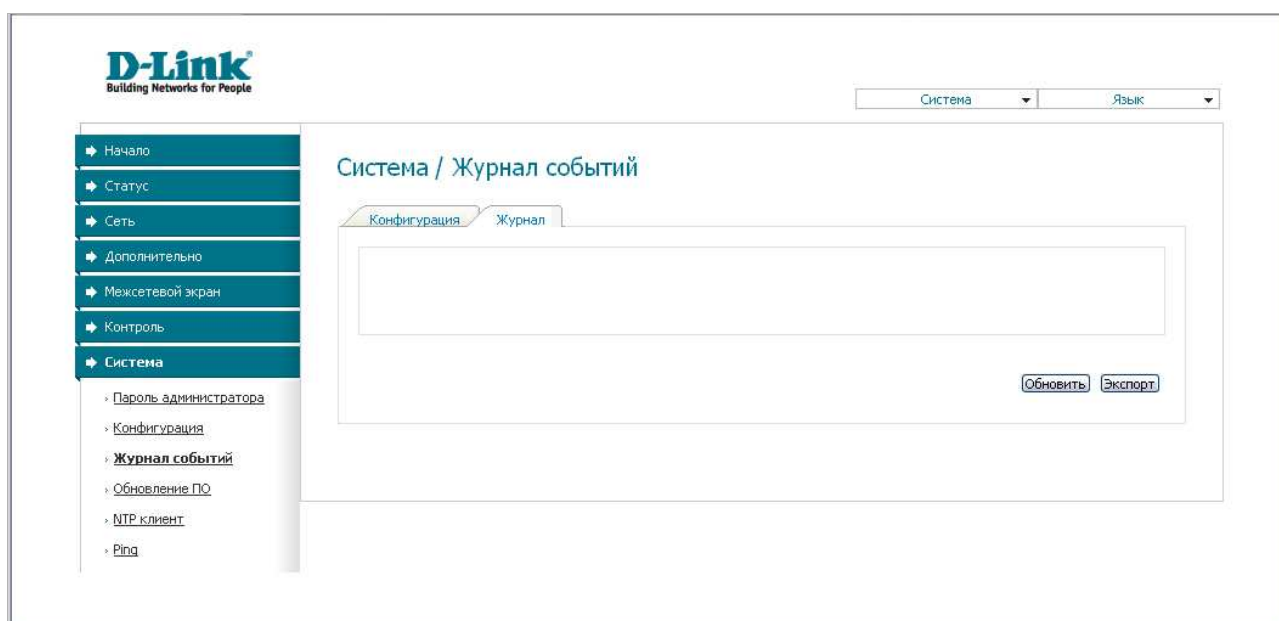 D-Link
Building Networks for People
Система
Язык
Начало
Статус
Сеть
Дополнительно
Межсетевой экран
Контроль
Система
Пароль администратора
Конфигурация
Журнал событий
Обновление ПО
NTP клиент
Ping
Система / Журнал событий
Конфигурация
Журнал
Обновить
Экспорт